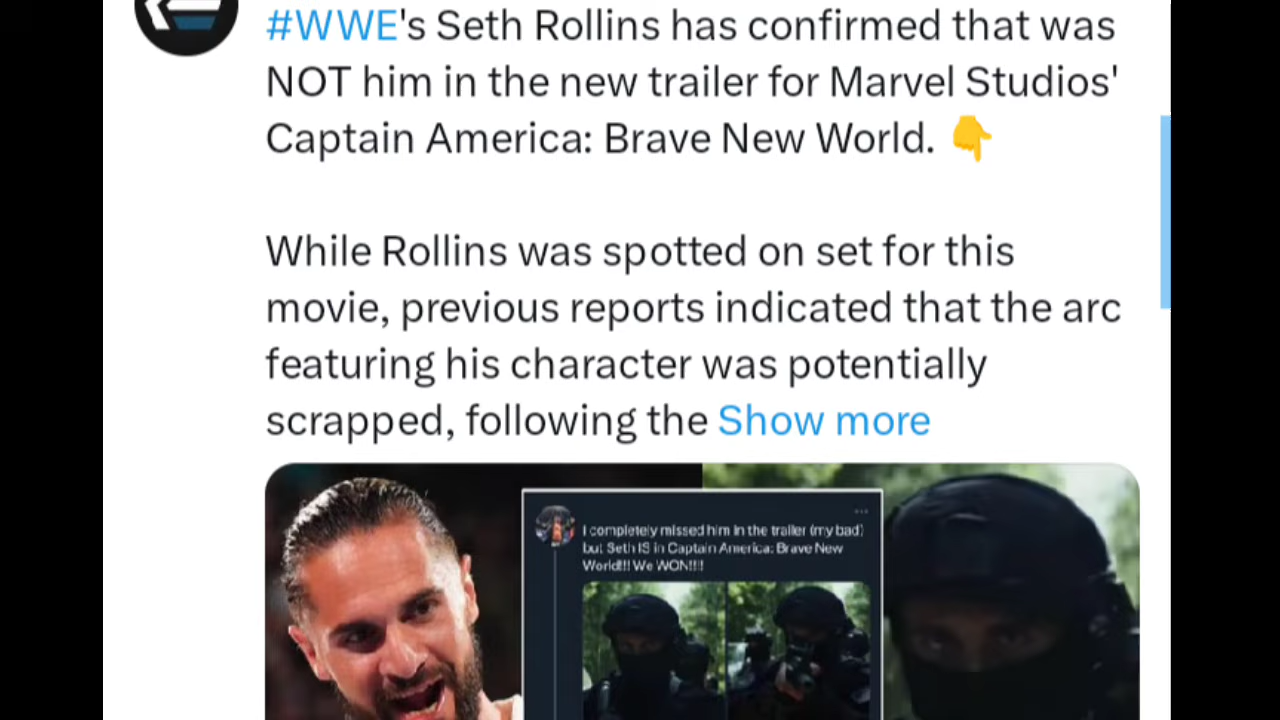 #WWE's Seth Rollins has confirmed that was
NOT him in the new trailer for Marvel Studios'
Captain America: Brave New World. 👇
While Rollins was spotted on set for this
movie, previous reports indicated that the arc
featuring his character was potentially
scrapped, following the Show more
I completely missed him in the trailer (my bad)
but Seth IS in Captain America: Brave New
World!!! We WON!!!!